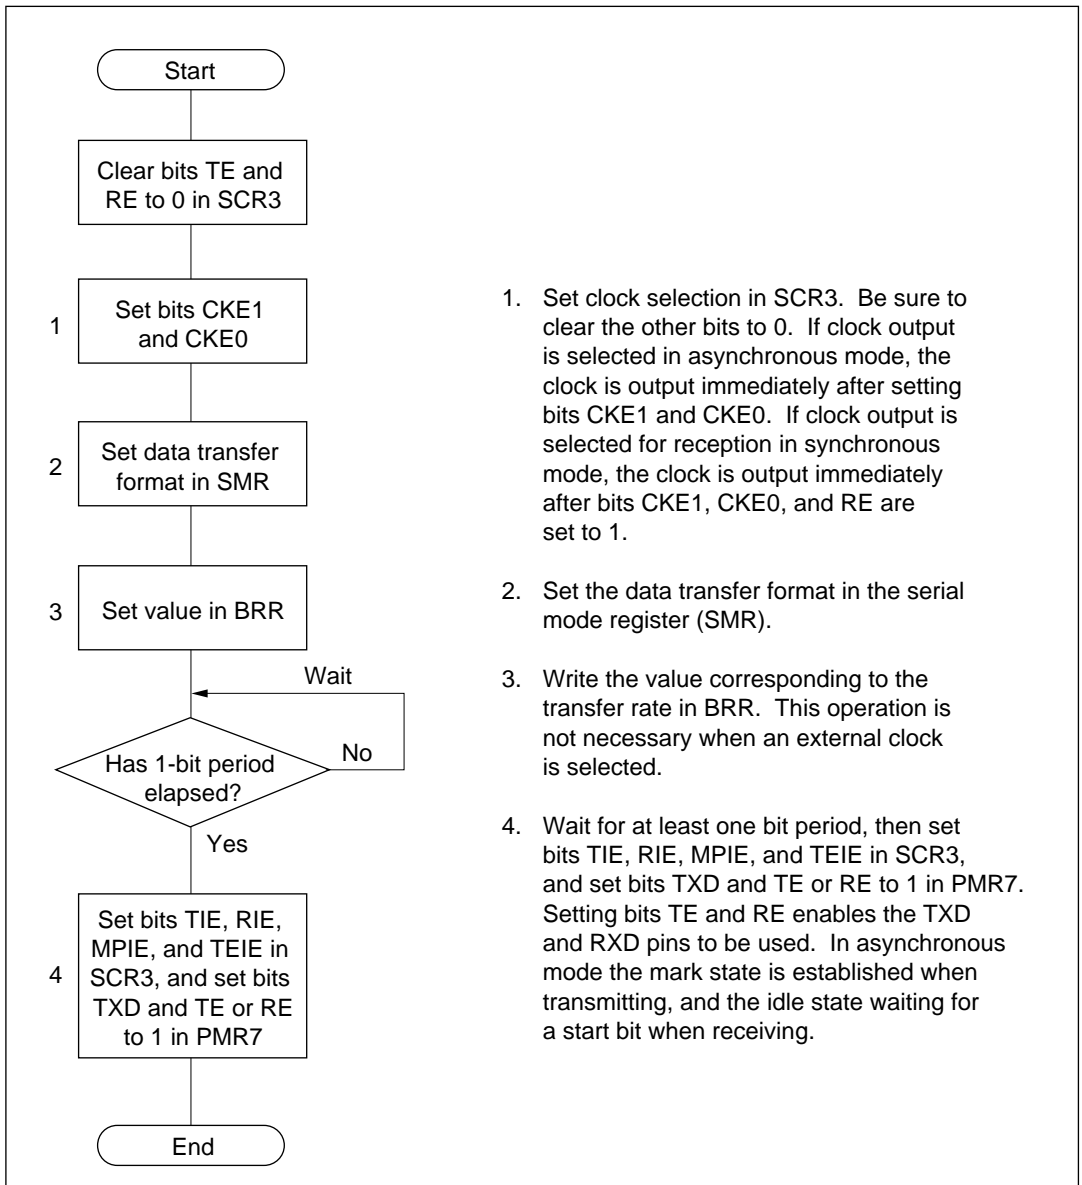 Start
Clear bits TE and
RE to 0 in SCR3
1
Set bits CKE1
and CKE0
2
Set data transfer
format in SMR
3
Set value in BRR
Wait
Has 1-bit period
elapsed?
No
Yes
4
Set bits TIE, RIE,
MPIE, and TEIE in
SCR3, and set bits
TXD and TE or RE
to 1 in PMR7
End
1. Set clock selection in SCR3. Be sure to
clear the other bits to 0. If clock output
is selected in asynchronous mode, the
clock is output immediately after setting
bits CKE1 and CKE0. If clock output is
selected for reception in synchronous
mode, the clock is output immediately
after bits CKE1, CKE0, and RE are
set to 1.
2. Set the data transfer format in the serial
mode register (SMR).
3. Write the value corresponding to the
transfer rate in BRR. This operation is
not necessary when an external clock
is selected.
4. Wait for at least one bit period, then set
bits TIE, RIE, MPIE, and TEIE in SCR3,
and set bits TXD and TE or RE to 1 in PMR7.
Setting bits TE and RE enables the TXD
and RXD pins to be used. In asynchronous
mode the mark state is established when
transmitting, and the idle state waiting for
a start bit when receiving.